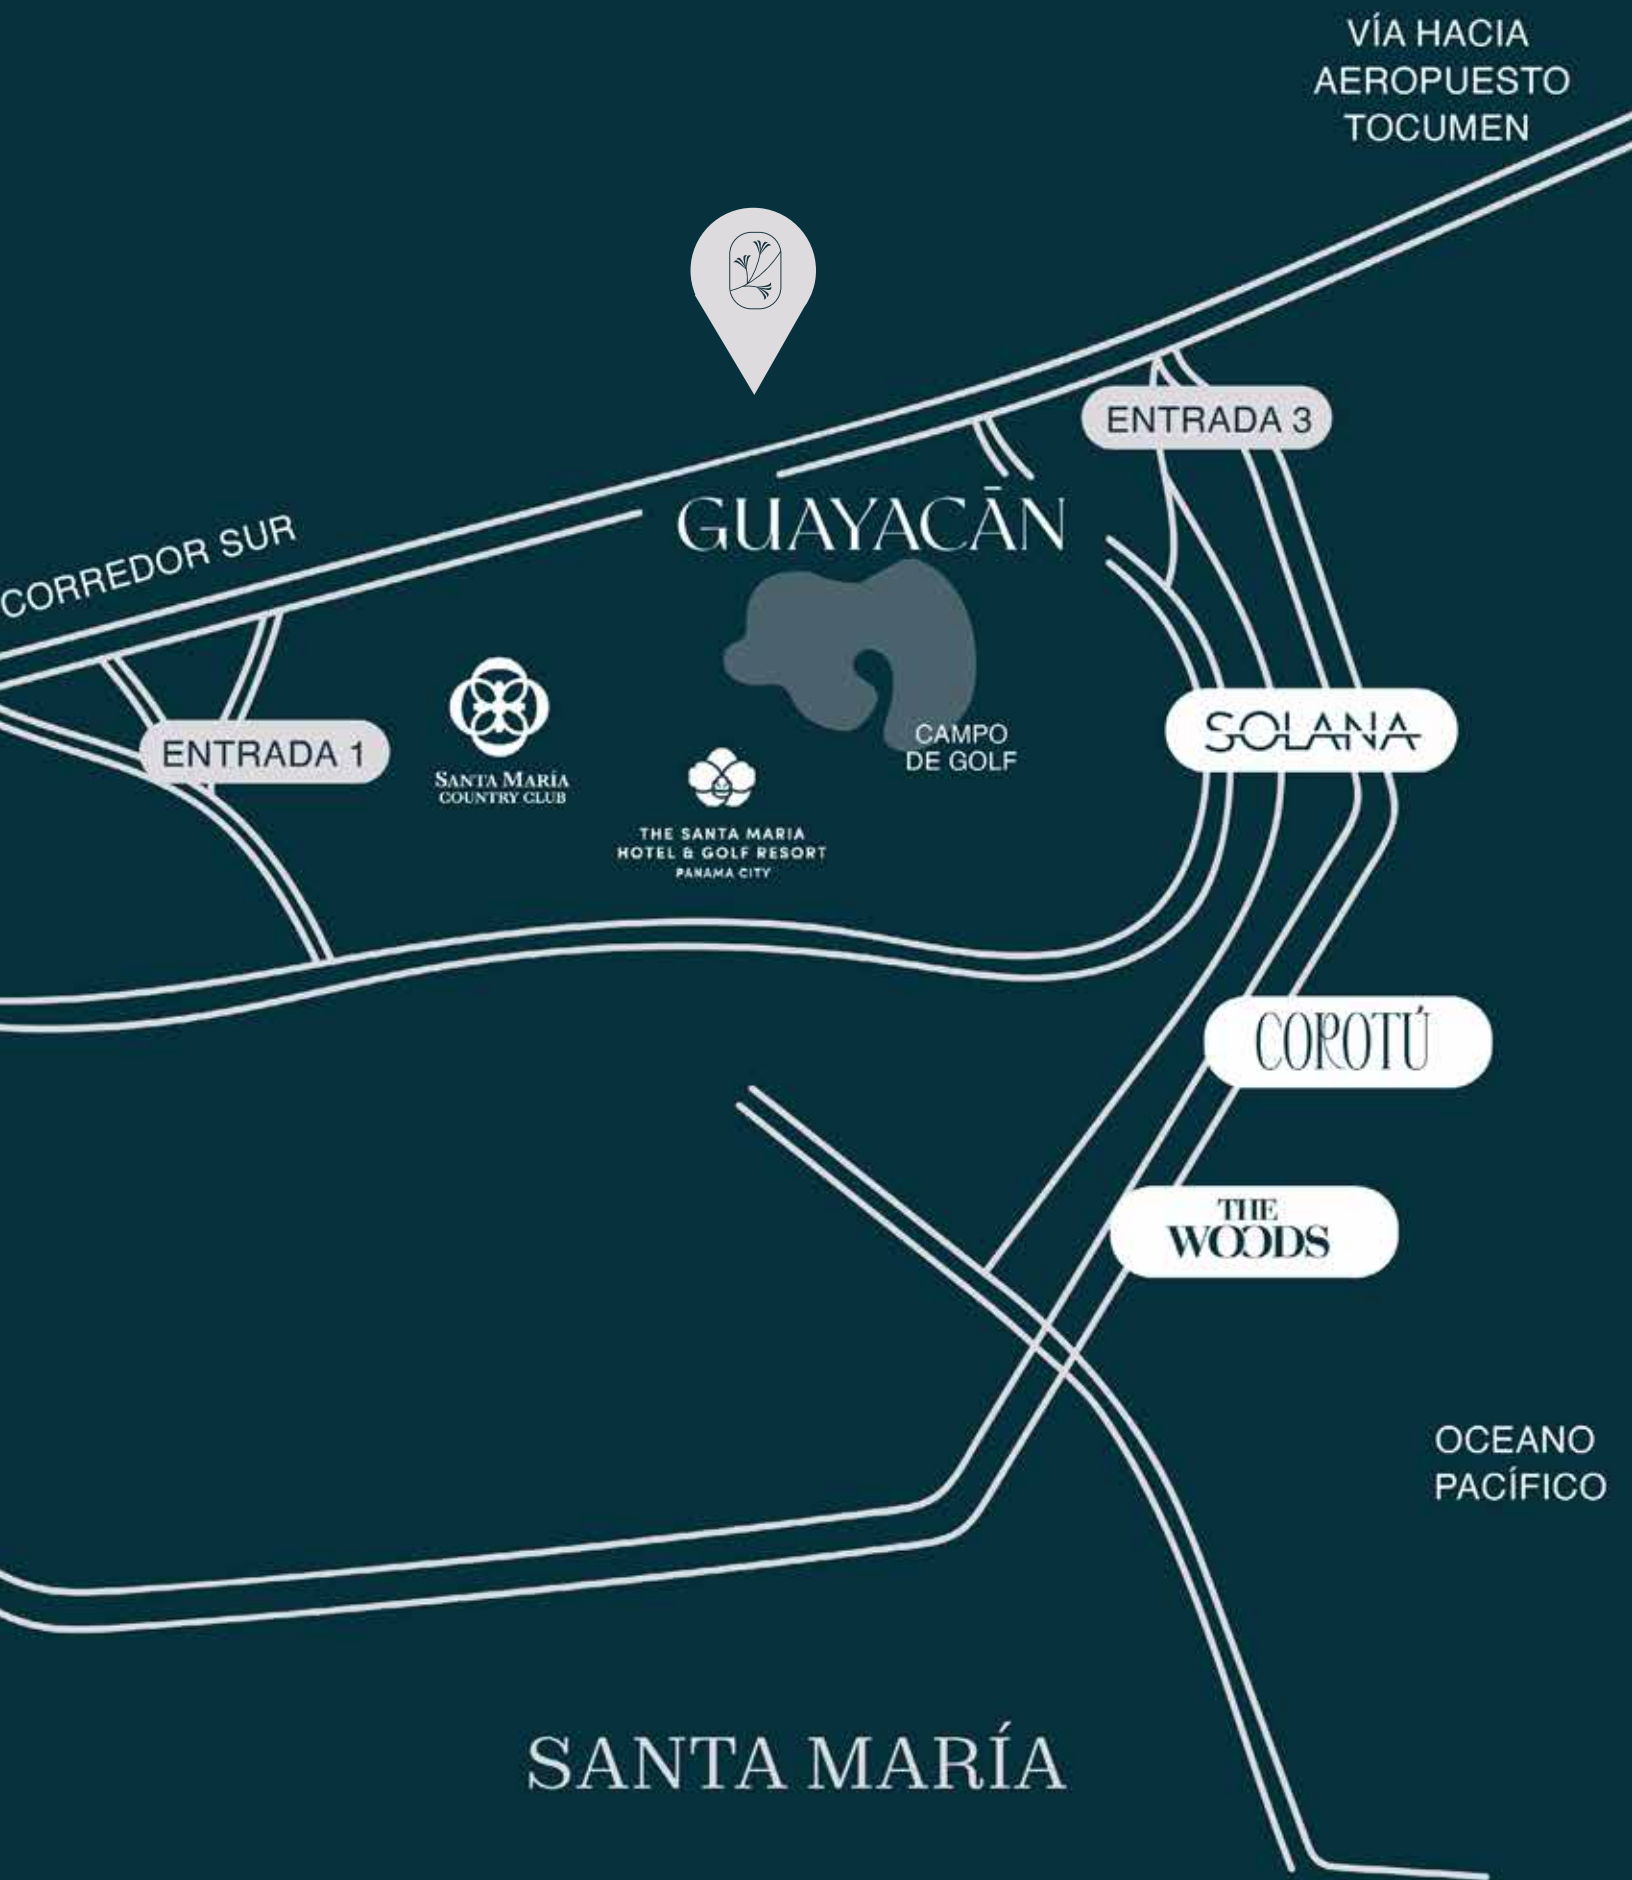 VÍA HACIA
AEROPUESTO
TOCUMEN
ENTRADA 3
GUAYACĀN
CORREDOR SUR
ENTRADA 1
SANTA MARÍA
COUNTRY CLUB
CAMPO
DE GOLF
SOLANA
THE SANTA MARIA
HOTEL & GOLF RESORT
PANAMA CITY
COROTÚ
THE
WOODS
OCEANO
PACÍFICO
SANTA MARÍA